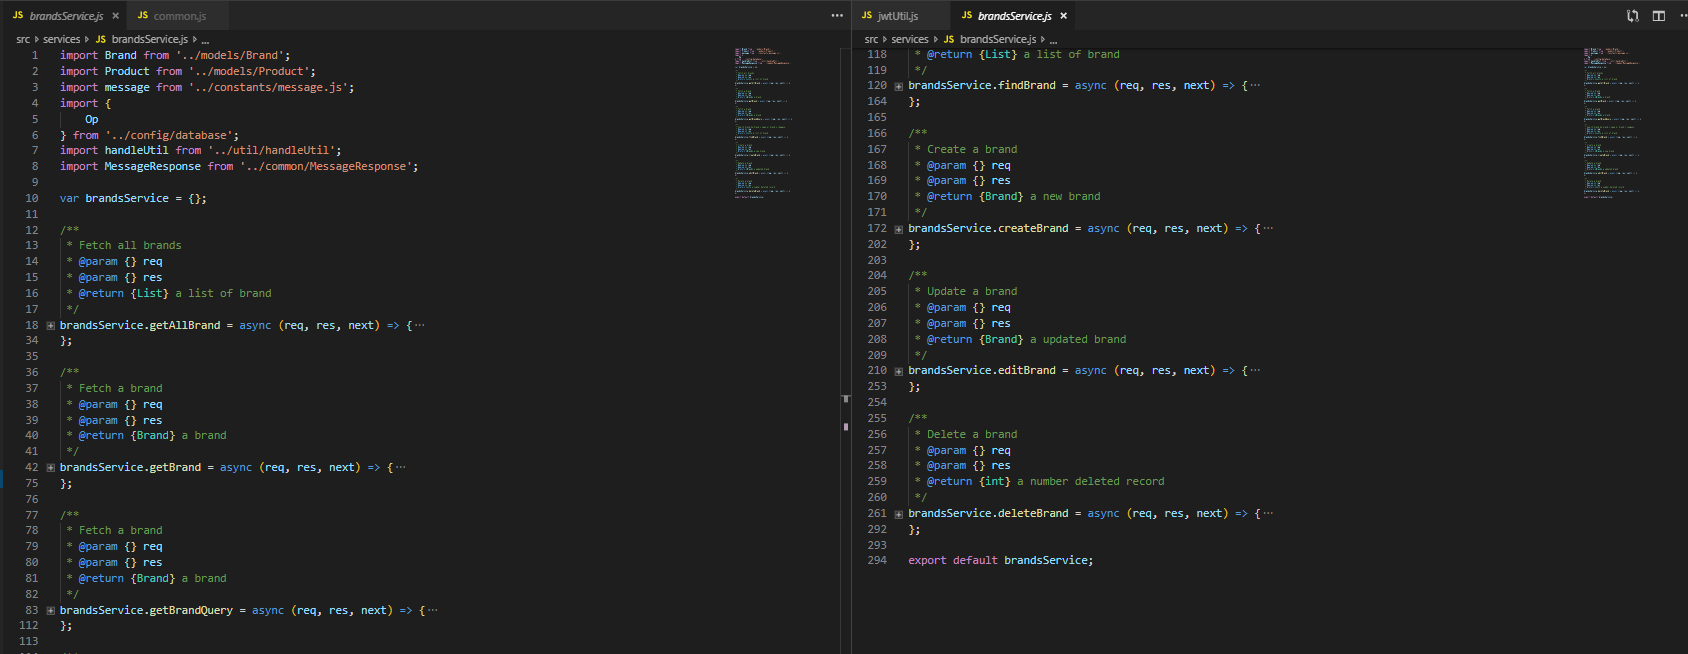 JS brandsService.js × JS common.js ···
src › services › JS brandsService.js › ...
1 import Brand from '../models/Brand';
2 import Product from '../models/Product';
3 import message from '../constants/message.js';
4 import {
5 Op
6 } from '../config/database';
7 import handleUtil from '../util/handleUtil';
8 import MessageResponse from '../common/MessageResponse';
9
10 var brandsService = {};
11
12 /**
13 * Fetch all brands
14 * @param {} req
15 * @param {} res
16 * @return {List} a list of brand
17 */
18 brandsService.getAllBrand = async (req, res, next) => {···
34 };
35
36 /**
37 * Fetch a brand
38 * @param {} req
39 * @param {} res
40 * @return {Brand} a brand
41 */
42 brandsService.getBrand = async (req, res, next) => {···
75 };
76
77 /**
78 * Fetch a brand
79 * @param {} req
80 * @param {} res
81 * @return {Brand} a brand
82 */
83 brandsService.getBrandQuery = async (req, res, next) => {···
112 };
113
JS jwtUtil.js JS brandsService.js × ···
src › services › JS brandsService.js › ...
118 * @return {List} a list of brand
119 */
120 brandsService.findBrand = async (req, res, next) => {···
164 };
165
166 /**
167 * Create a brand
168 * @param {} req
169 * @param {} res
170 * @return {Brand} a new brand
171 */
172 brandsService.createBrand = async (req, res, next) => {···
202 };
203
204 /**
205 * Update a brand
206 * @param {} req
207 * @param {} res
208 * @return {Brand} a updated brand
209 */
210 brandsService.editBrand = async (req, res, next) => {···
253 };
254
255 /**
256 * Delete a brand
257 * @param {} req
258 * @param {} res
259 * @return {int} a number deleted record
260 */
261 brandsService.deleteBrand = async (req, res, next) => {···
292 };
293
294 export default brandsService;